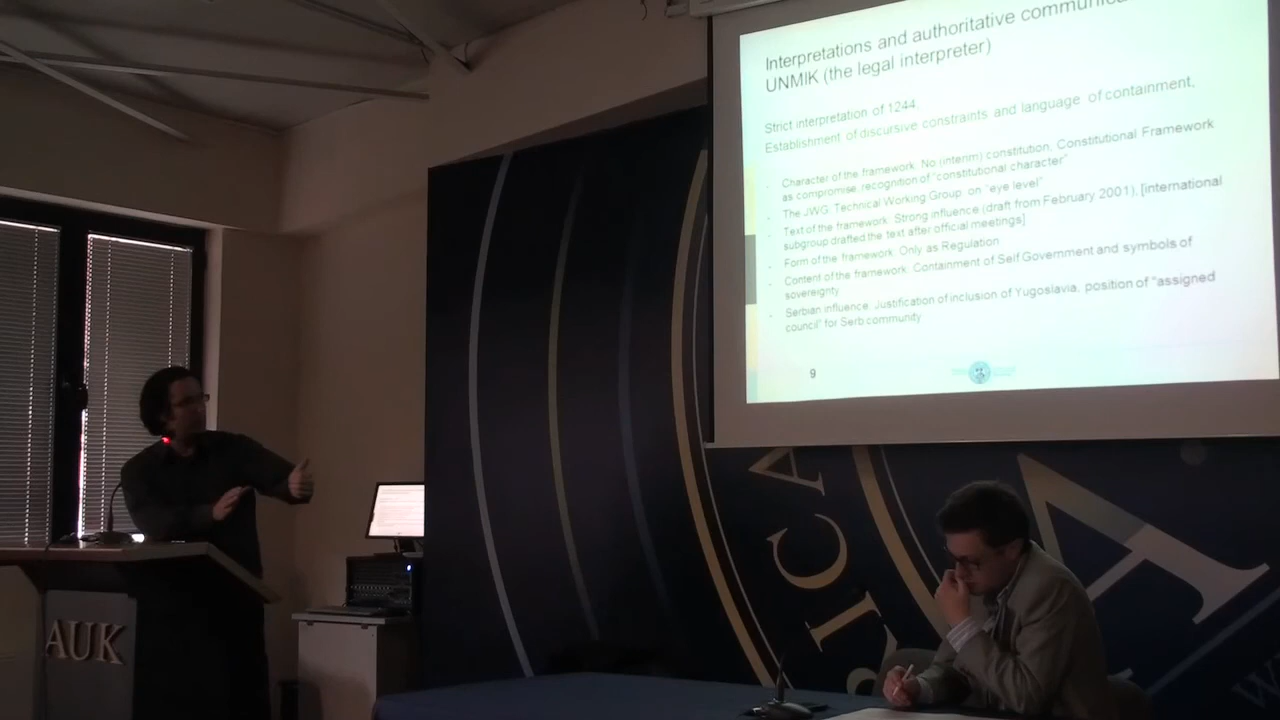 Interpretations and authoritative
UNMIK (the legal interpreter)
Strict interpretation of 1244,
Establishment of discursive constraints and language of containment,
Character of the framework. No (interim) constitution, Constitutional Framework
as compromise, recognition of "constitutional character"
The JWG: Technical Working Group on "eye level"
Text of the framework. Strong influence (draft from February 2001), [international
subgroup drafted the text after official meetings]
Form of the framework. Only as Regulation
Content of the framework. Containment of Self Government and symbols of
sovereignty
Serbian influence. Justification of inclusion of Yugoslavia, position of "assigned
council" for Serb community
9
AUK
RICA
A